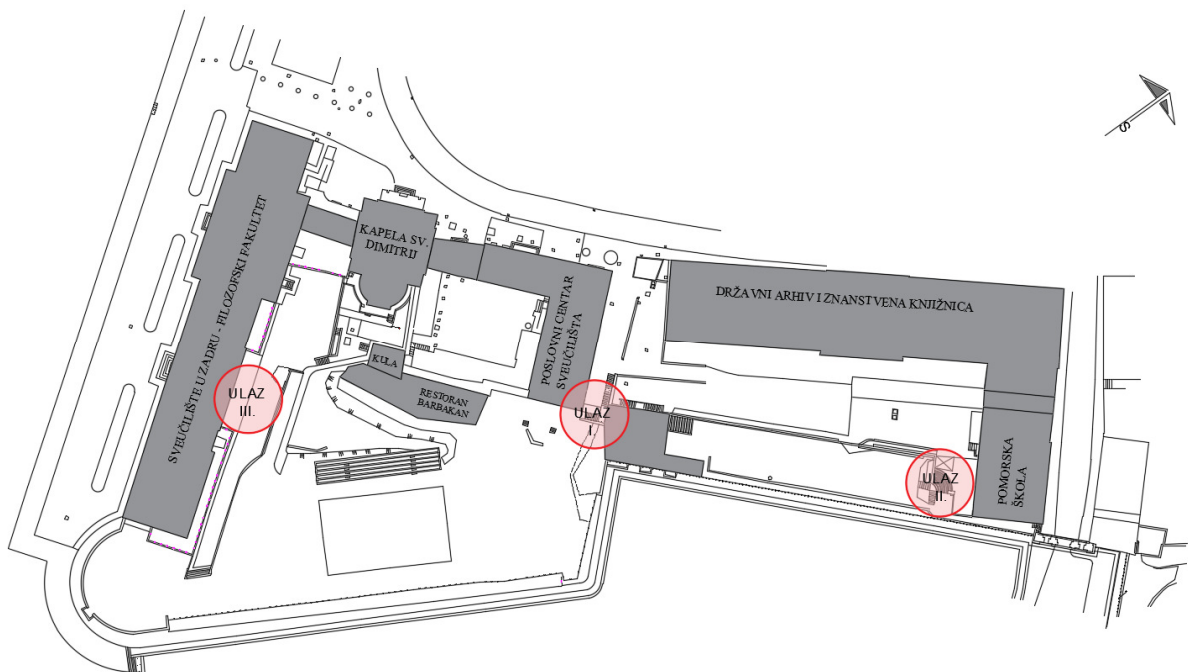 S
KAPELA SV.
DIMITRIJ
SVEUČILIŠTE U ZADRU - FILOZOFSKI FAKULTET
DRŽAVNI ARHIV I ZNANSTVENA KNJIŽNICA
POSLOVNI CENTAR
SVEUČILIŠTA
KULA
RESTORAN
BARBAKAN
ULAZ
III.
ULAZ
I.
ULAZ
II.
POMORSKA
ŠKOLA